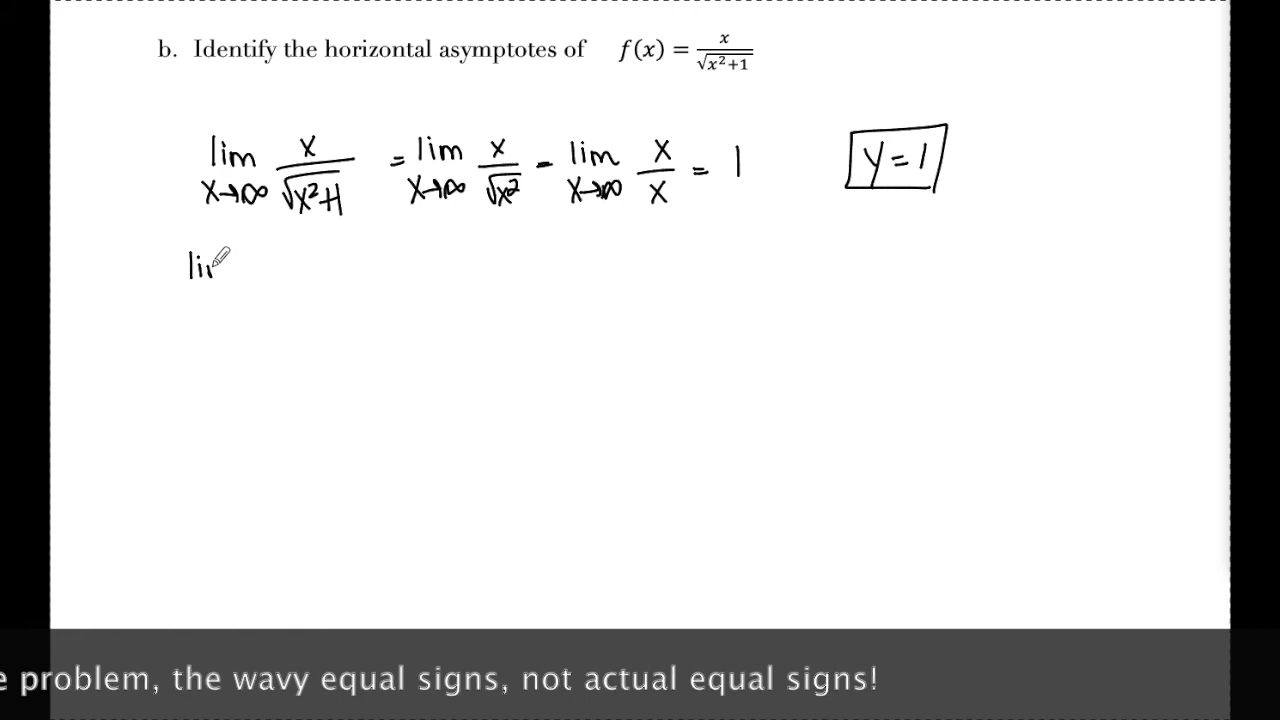 b. Identify the horizontal asymptotes of f(x) = x/√(x²+1)
lim x→∞ x/√(x²+1) = lim x→∞ x/√x² = lim x→∞ x/x = 1 y = 1
li
e problem, the wavy equal signs, not actual equal signs!